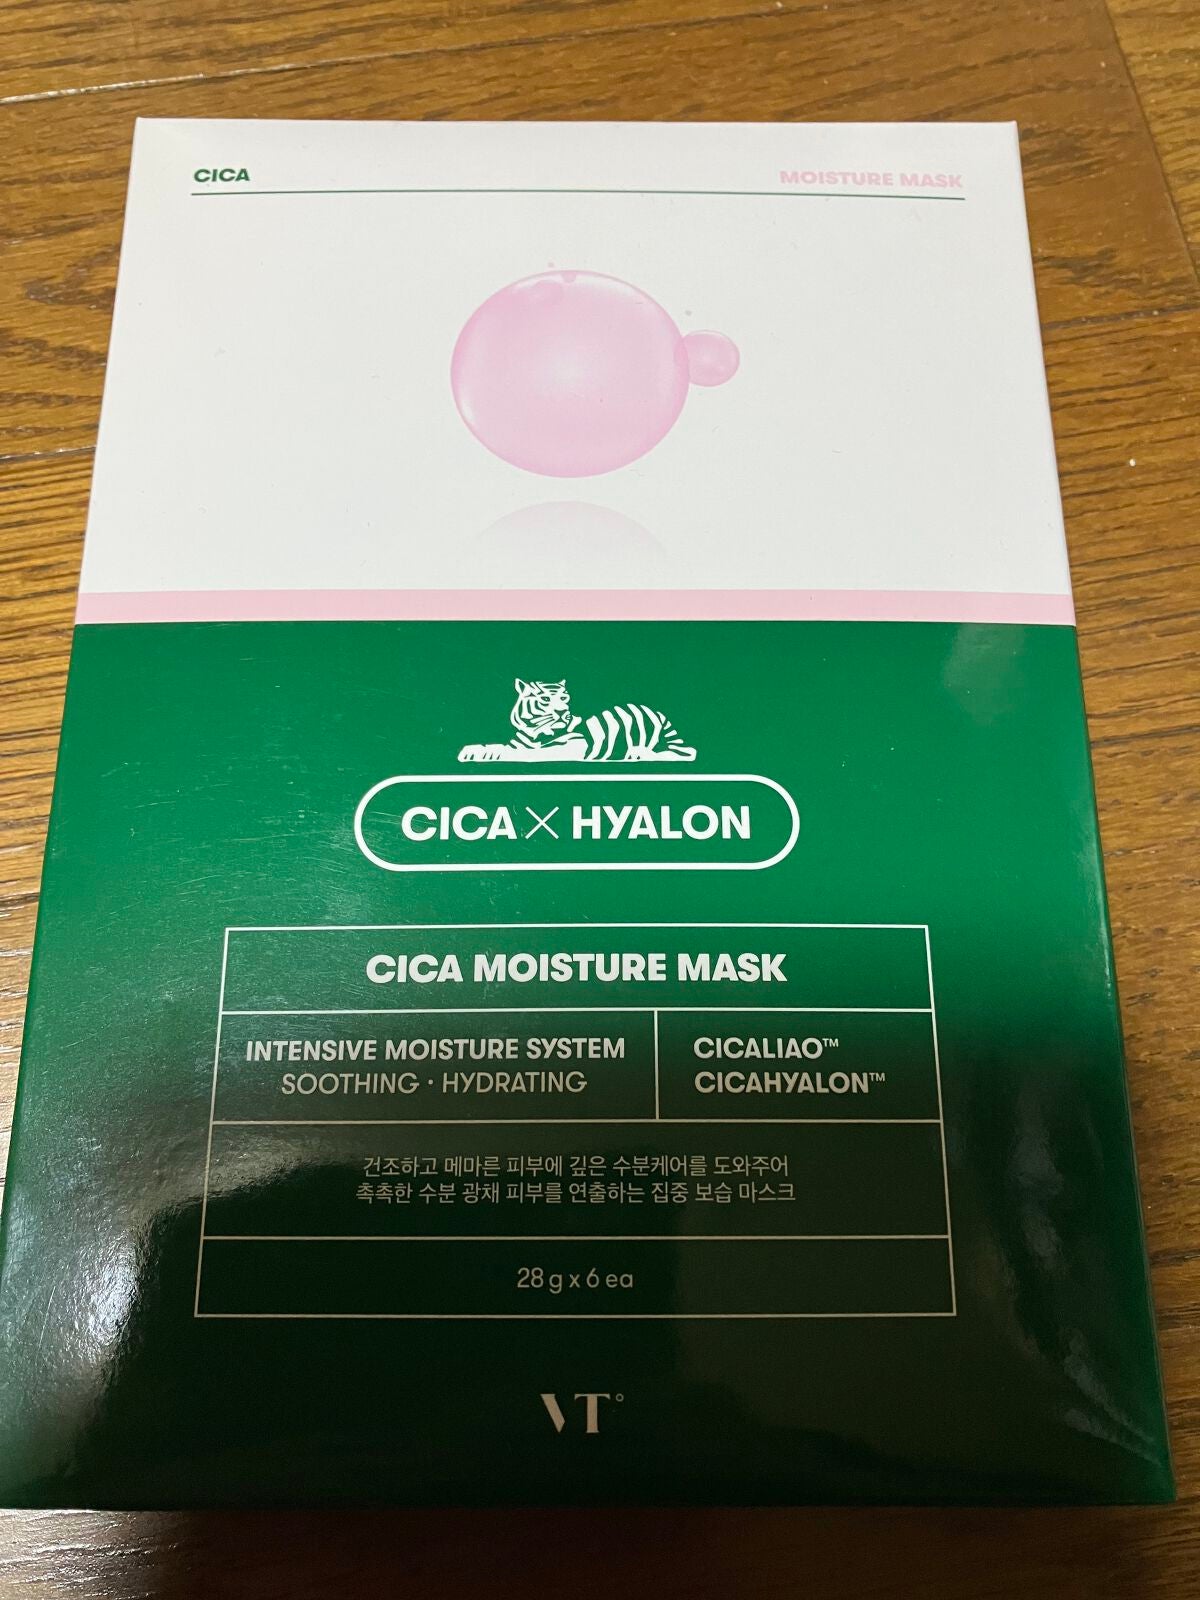 CICA MOISTURE MASK
CICA × HYALON
CICA MOISTURE MASK
INTENSIVE MOISTURE SYSTEM
SOOTHING · HYDRATING
CICALIAO™
CICAHYALON™
건조하고 메마른 피부에 깊은 수분케어를 도와주어
촉촉한 수분 광채 피부를 연출하는 집중 보습 마스크
28 g x 6 ea
VT°